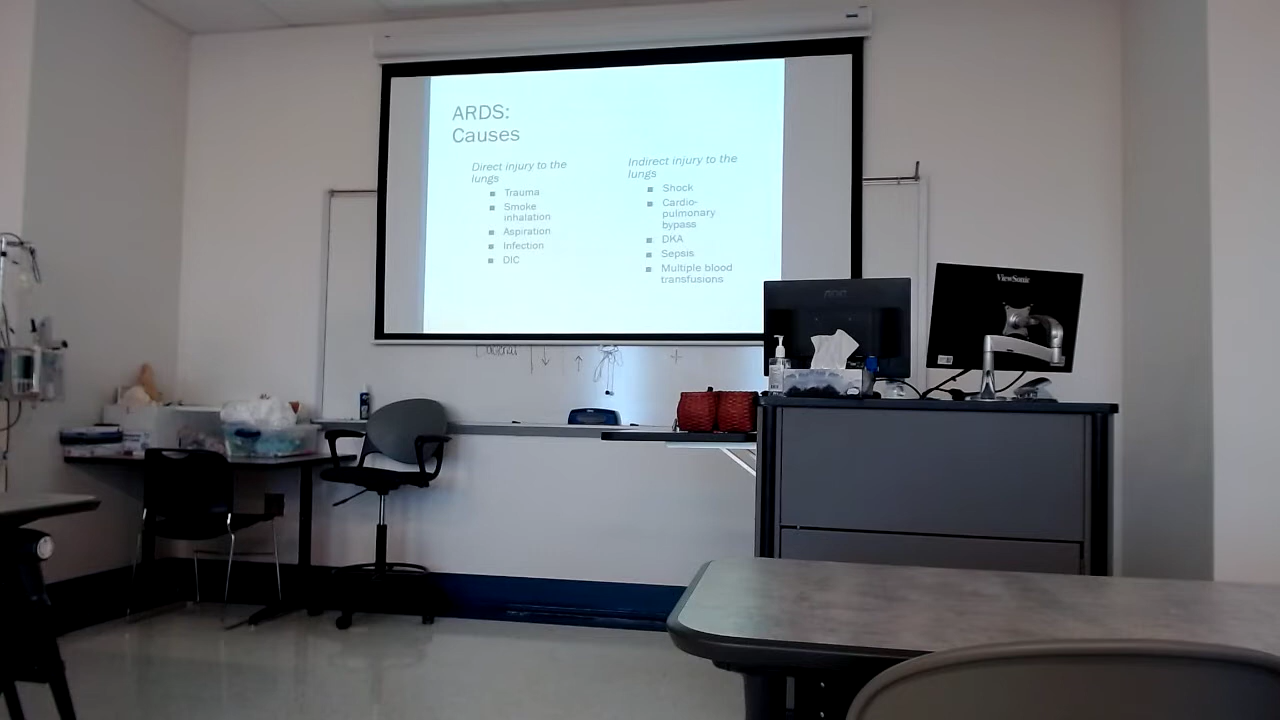 ARDS:
Causes
Direct injury to the
lungs
Trauma
Smoke
inhalation
Aspiration
Infection
DIC
Indirect injury to the
lungs
Shock
Cardio-
pulmonary
bypass
DKA
Sepsis
Multiple blood
transfusions
ViewSonic